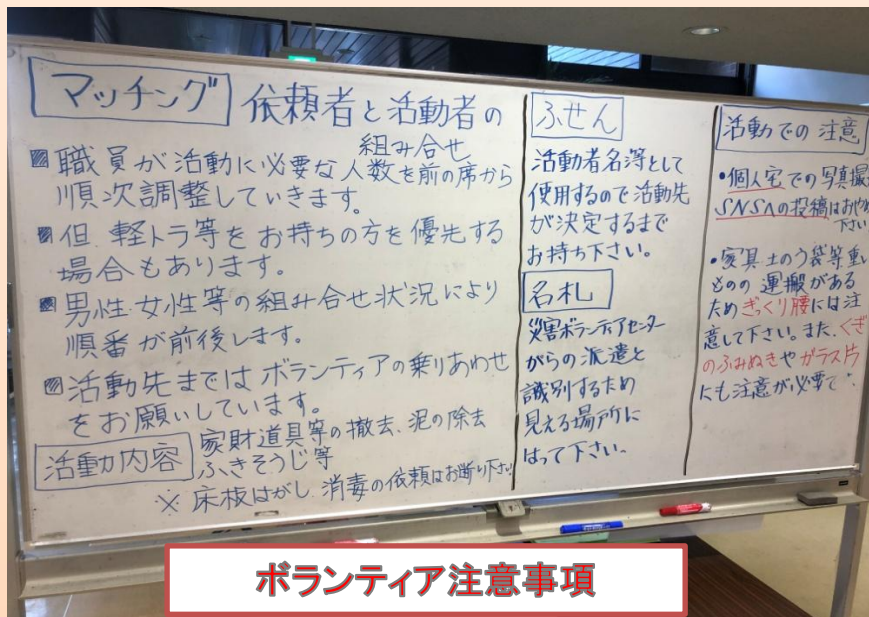 マッチング 依頼者と活動者の
組み合せ
職員が活動に必要な人数を前の席から
順次調整していきます。
但、軽トラ等をお持ちの方を優先する
場合もあります。
男性、女性等の組み合せ状況により
順番が前後します。
活動先まではボランティアの乗りあわせ
をお願いしています。
活動内容 家財道具等の撤去、泥の除去
ふきそうじ等
※床板はがし、消毒の依頼はお断り下さい
ふせん
活動者名等として
使用するので活動先
が決定するまで
お持ち下さい。
名札
災害ボランティアセンター
からの派遣と
識別するため
見える場所に
はって下さい。
活動での注意
・個人宅での写真撮
SNSへの投稿はおやめ
下さい
・家具、土のう袋等重い
ものの運搬がある
ためぎっくり腰には注
意して下さい。また、くぎ
のふみぬきやガラス片
にも注意が必要で
ボランティア注意事項